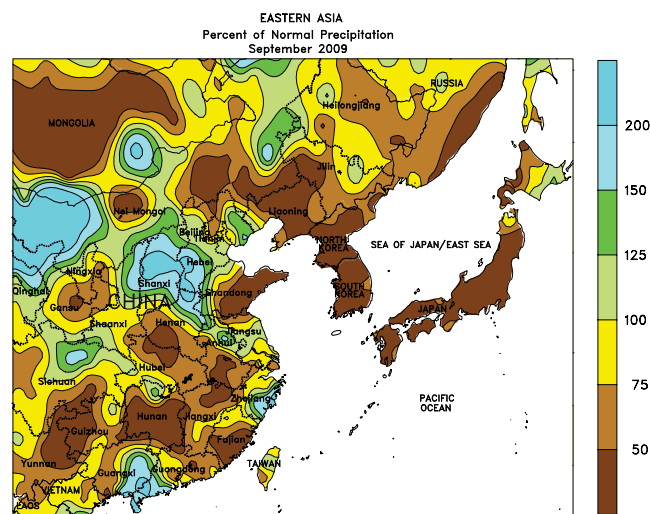 EASTERN ASIA
Percent of Normal Precipitation
September 2009
RUSSIA
Heilongjiang
MONGOLIA
Jilin
Nei Mongol
Liaoning
Beijing
Tianjin
NORTH
KOREA
SEA OF JAPAN/EAST SEA
Hebei
Ningxia
Shanxi
Qinghai
Shandong
SOUTH
KOREA
CHINA
Gansu
JAPAN
Shaanxi
Henan
Jiangsu
Anhui
Hubei
Sichuan
Zhejiang
PACIFIC
OCEAN
Hunan
Jiangxi
Guizhou
Fujian
Yunnan
Guangxi
Guangdong
TAIWAN
VIETNAM
LAOS
200
150
125
100
75
50